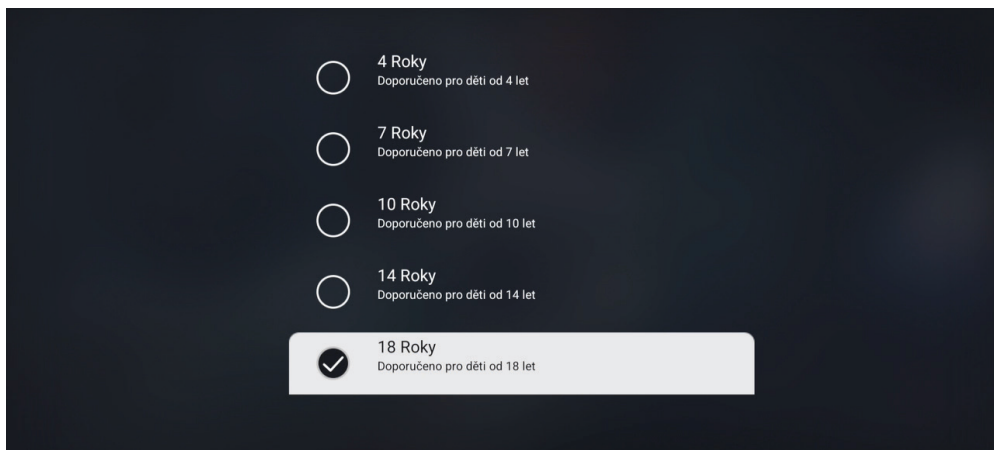 4 Roky
Doporučeno pro děti od 4 let
7 Roky
Doporučeno pro děti od 7 let
10 Roky
Doporučeno pro děti od 10 let
14 Roky
Doporučeno pro děti od 14 let
18 Roky
Doporučeno pro děti od 18 let